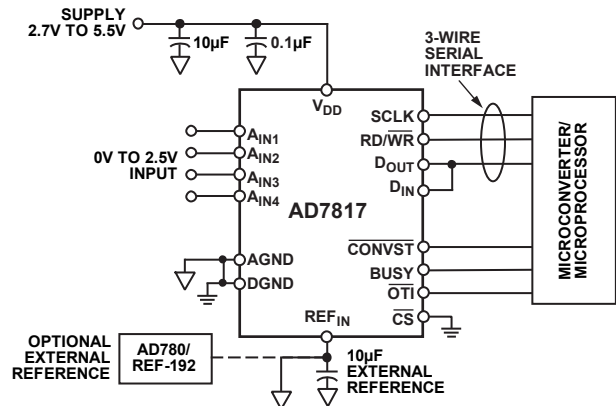 SUPPLY
2.7V TO 5.5V
10µF
0.1µF
3-WIRE
SERIAL
INTERFACE
VDD
SCLK
RD/WR
DOUT
DIN
AIN1
AIN2
AIN3
AIN4
0V TO 2.5V
INPUT
AD7817
MICROCONVERTER/
MICROPROCESSOR
CONVST
BUSY
OTI
CS
AGND
DGND
REFIN
OPTIONAL
EXTERNAL
REFERENCE
AD780/
REF-192
10µF
EXTERNAL
REFERENCE